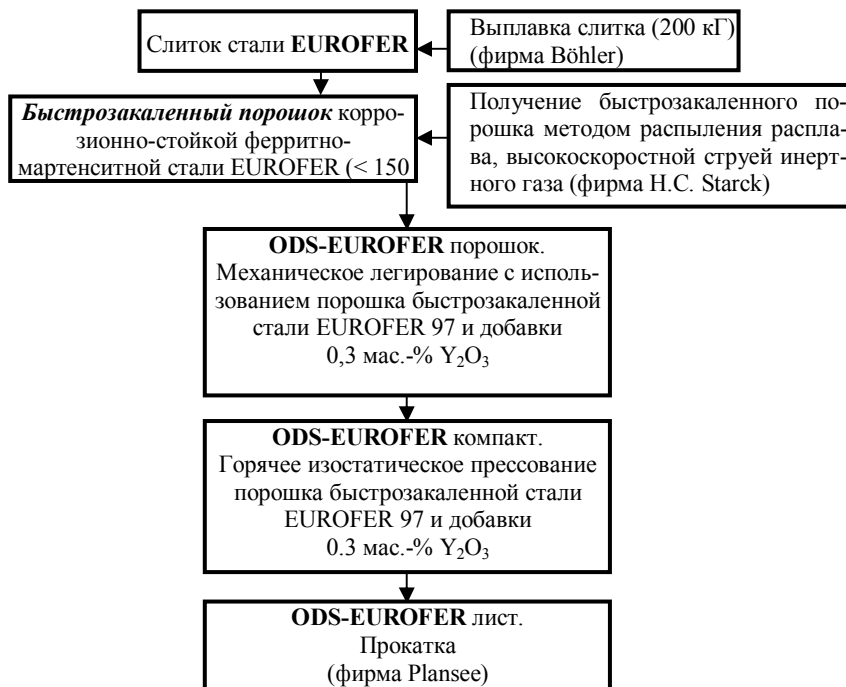 Слиток стали EUROFER
Выплавка слитка (200 кГ)
(фирма Böhler)
Быстрозакаленный порошок корро-
зионно-стойкой ферритно-
мартенситной стали EUROFER (< 150
Получение быстрозакаленного по-
рошка методом распыления распла-
ва, высокоскоростной струей инерт-
ного газа (фирма H.C. Starck)
ODS-EUROFER порошок.
Механическое легирование с исполь-
зованием порошка быстрозакаленной
стали EUROFER 97 и добавки
0,3 мас.-% Y₂O₃
ODS-EUROFER компакт.
Горячее изостатическое прессование
порошка быстрозакаленной стали
EUROFER 97 и добавки
0.3 мас.-% Y₂O₃
ODS-EUROFER лист.
Прокатка
(фирма Plansee)